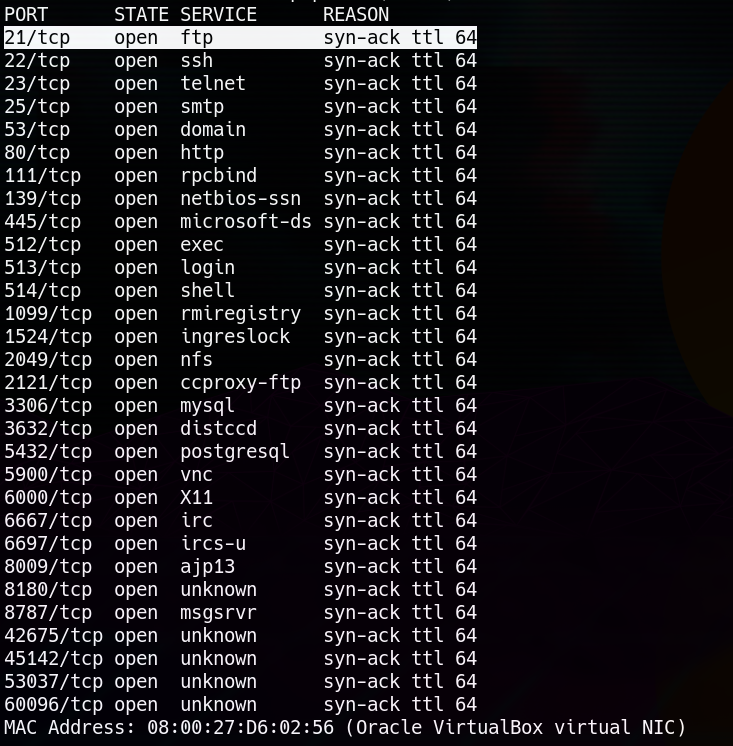 PORT STATE SERVICE REASON
21/tcp open ftp syn-ack ttl 64
22/tcp open ssh syn-ack ttl 64
23/tcp open telnet syn-ack ttl 64
25/tcp open smtp syn-ack ttl 64
53/tcp open domain syn-ack ttl 64
80/tcp open http syn-ack ttl 64
111/tcp open rpcbind syn-ack ttl 64
139/tcp open netbios-ssn syn-ack ttl 64
445/tcp open microsoft-ds syn-ack ttl 64
512/tcp open exec syn-ack ttl 64
513/tcp open login syn-ack ttl 64
514/tcp open shell syn-ack ttl 64
1099/tcp open rmiregistry syn-ack ttl 64
1524/tcp open ingreslock syn-ack ttl 64
2049/tcp open nfs syn-ack ttl 64
2121/tcp open ccproxy-ftp syn-ack ttl 64
3306/tcp open mysql syn-ack ttl 64
3632/tcp open distccd syn-ack ttl 64
5432/tcp open postgresql syn-ack ttl 64
5900/tcp open vnc syn-ack ttl 64
6000/tcp open X11 syn-ack ttl 64
6667/tcp open irc syn-ack ttl 64
6697/tcp open ircs-u syn-ack ttl 64
8009/tcp open ajp13 syn-ack ttl 64
8180/tcp open unknown syn-ack ttl 64
8787/tcp open msgsrvr syn-ack ttl 64
42675/tcp open unknown syn-ack ttl 64
45142/tcp open unknown syn-ack ttl 64
53037/tcp open unknown syn-ack ttl 64
60096/tcp open unknown syn-ack ttl 64
MAC Address: 08:00:27:D6:02:56 (Oracle VirtualBox virtual NIC)